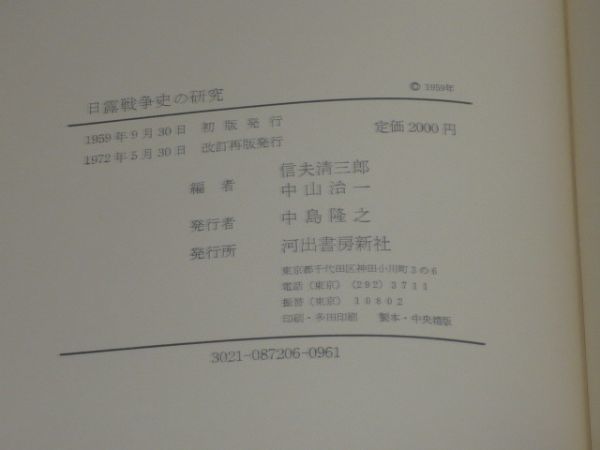 © 1959年
日露戦争史の研究
1959年9月30日 初版発行
1972年5月30日 改訂再版発行
定価2000円
編者 信夫清三郎
中山治一
発行者 中島隆之
発行所 河出書房新社
東京都千代田区神田小川町3の6
電話(東京)(292)3711
振替(東京)10802
印刷・多田印刷 製本・中央精版
3021-087206-0961